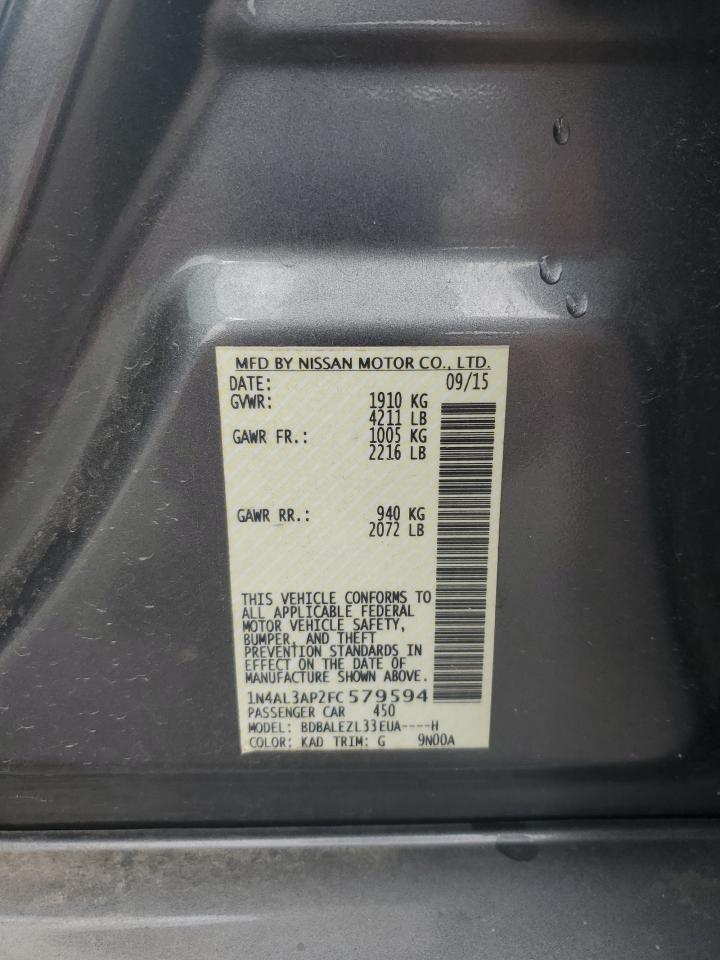 MFD BY NISSAN MOTOR CO., LTD.
DATE: 09/15
GVWR: 1910 KG
4211 LB
GAWR FR.: 1005 KG
2216 LB
GAWR RR.: 940 KG
2072 LB
THIS VEHICLE CONFORMS TO
ALL APPLICABLE FEDERAL
MOTOR VEHICLE SAFETY,
BUMPER, AND THEFT
PREVENTION STANDARDS IN
EFFECT ON THE DATE OF
MANUFACTURE SHOWN ABOVE.
1N4AL3AP2FC579594
PASSENGER CAR 450
MODEL: BDBALEZL33EUA----H
COLOR: KAD TRIM: G 9N00A